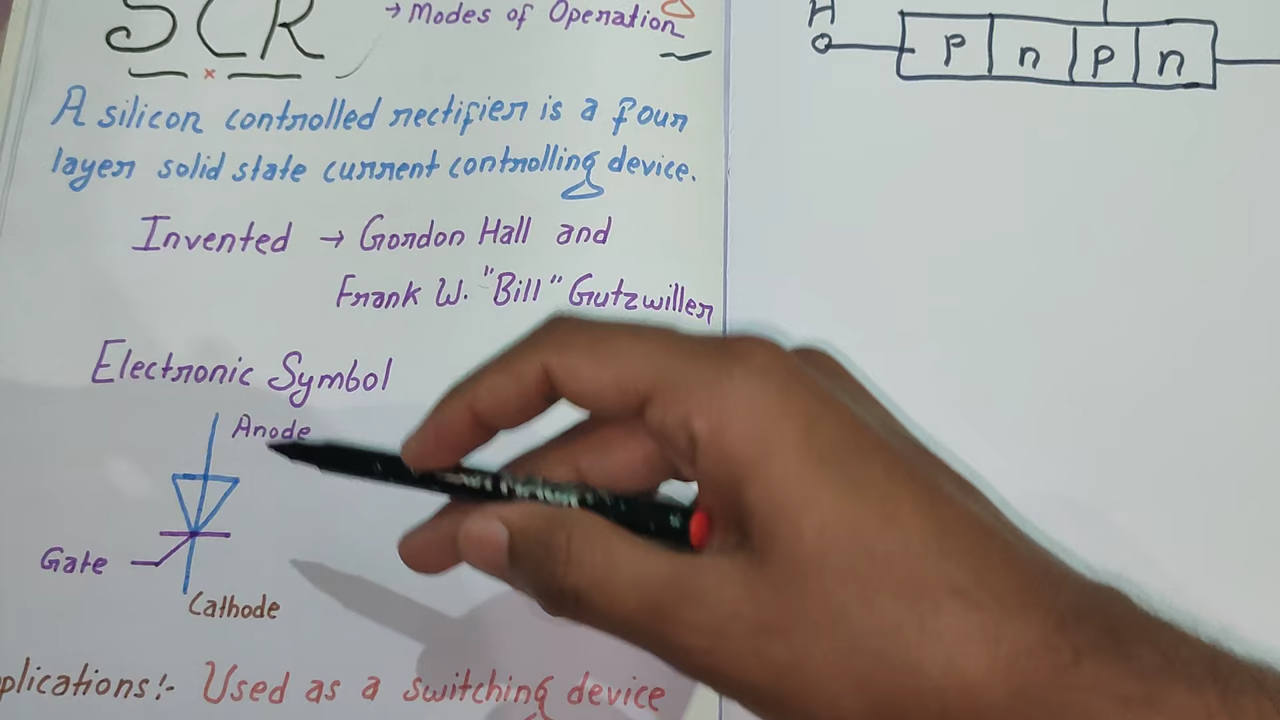 SCR
→ Modes of Operation
A silicon controlled rectifier is a four
layer solid state current controlling device.
Invented → Gordon Hall and
Frank W. "Bill" Gutzwiller
Electronic Symbol
Anode
Gate
Cathode
plications:- Used as a switching device
p n p n